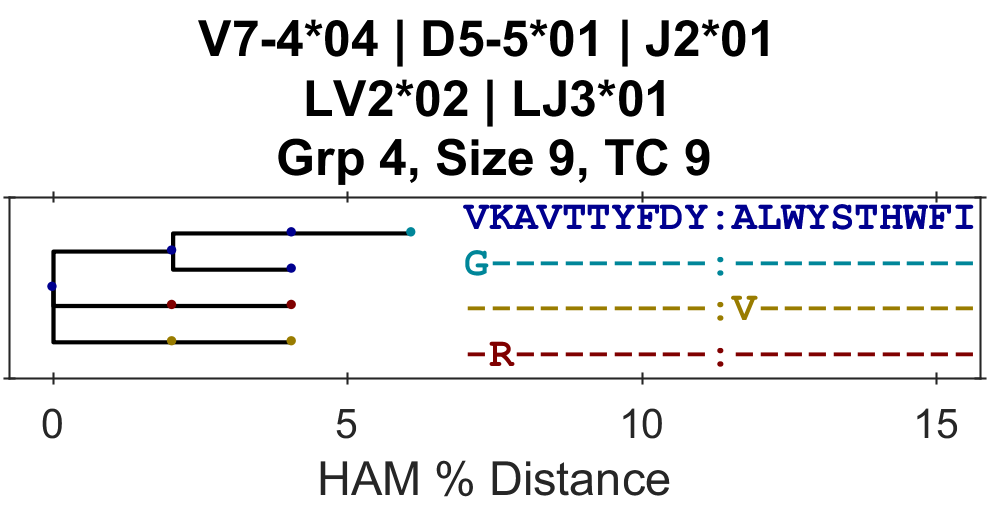 V7-4*04 | D5-5*01 | J2*01
LV2*02 | LJ3*01
Grp 4, Size 9, TC 9
VKAVTTYFDY:ALWYSTHWFI
G---------:----------
----------:V---------
-R--------:----------
0 5 10 15
HAM % Distance